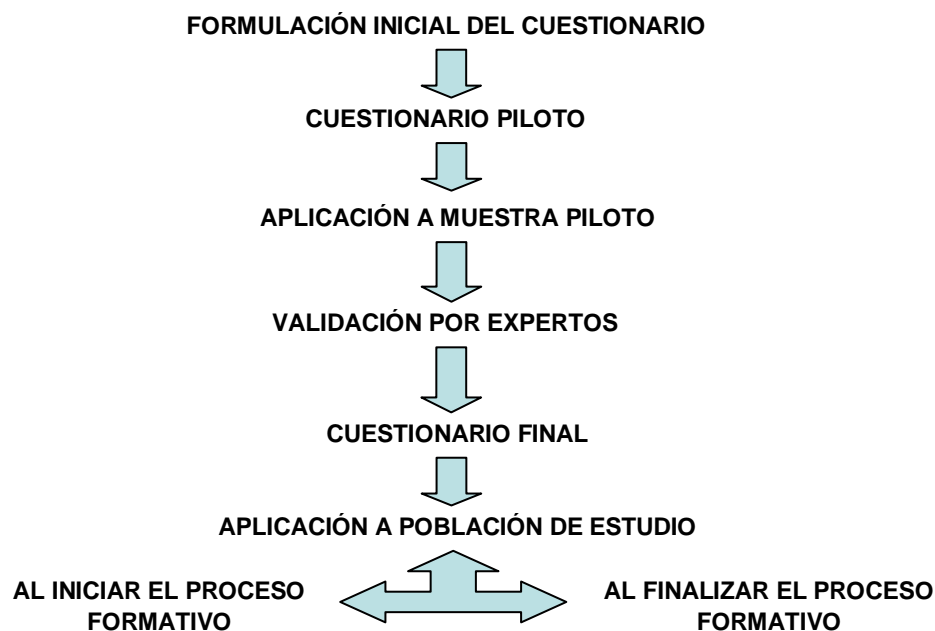 FORMULACIÓN INICIAL DEL CUESTIONARIO
CUESTIONARIO PILOTO
APLICACIÓN A MUESTRA PILOTO
VALIDACIÓN POR EXPERTOS
CUESTIONARIO FINAL
APLICACIÓN A POBLACIÓN DE ESTUDIO
AL INICIAR EL PROCESO
FORMATIVO
AL FINALIZAR EL PROCESO
FORMATIVO